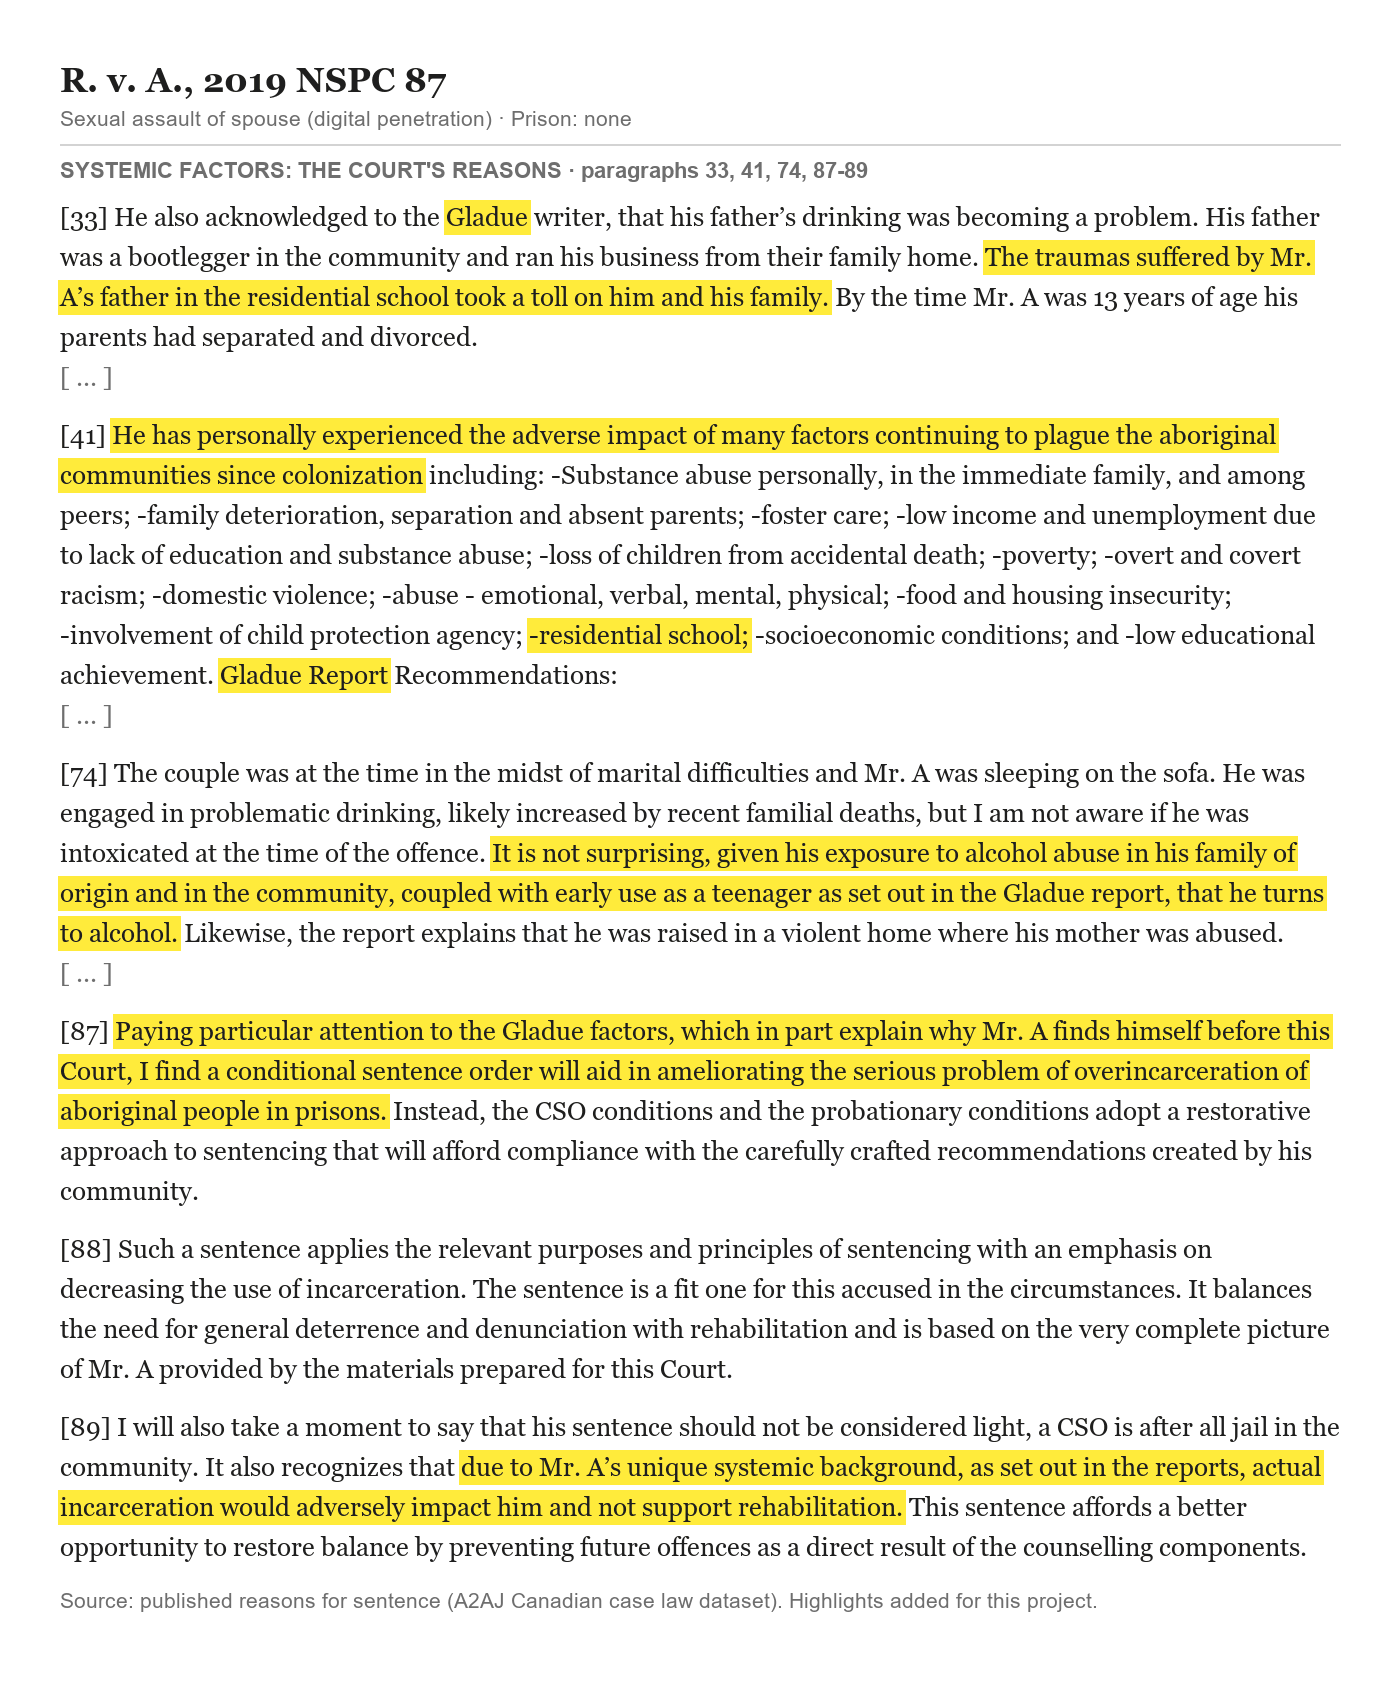 R. v. A., 2019 NSPC 87
Sexual assault of spouse (digital penetration) · Prison: none
SYSTEMIC FACTORS: THE COURT'S REASONS · paragraphs 33, 41, 74, 87-89
[33] He also acknowledged to the Gladue writer, that his father’s drinking was becoming a problem. His father
was a bootlegger in the community and ran his business from their family home. The traumas suffered by Mr.
A’s father in the residential school took a toll on him and his family. By the time Mr. A was 13 years of age his
parents had separated and divorced.
[ ... ]
[41] He has personally experienced the adverse impact of many factors continuing to plague the aboriginal
communities since colonization including: -Substance abuse personally, in the immediate family, and among
peers; -family deterioration, separation and absent parents; -foster care; -low income and unemployment due
to lack of education and substance abuse; -loss of children from accidental death; -poverty; -overt and covert
racism; -domestic violence; -abuse - emotional, verbal, mental, physical; -food and housing insecurity;
-involvement of child protection agency; -residential school; -socioeconomic conditions; and -low educational
achievement. Gladue Report Recommendations:
[ ... ]
[74] The couple was at the time in the midst of marital difficulties and Mr. A was sleeping on the sofa. He was
engaged in problematic drinking, likely increased by recent familial deaths, but I am not aware if he was
intoxicated at the time of the offence. It is not surprising, given his exposure to alcohol abuse in his family of
origin and in the community, coupled with early use as a teenager as set out in the Gladue report, that he turns
to alcohol. Likewise, the report explains that he was raised in a violent home where his mother was abused.
[ ... ]
[87] Paying particular attention to the Gladue factors, which in part explain why Mr. A finds himself before this
Court, I find a conditional sentence order will aid in ameliorating the serious problem of overincarceration of
aboriginal people in prisons. Instead, the CSO conditions and the probationary conditions adopt a restorative
approach to sentencing that will afford compliance with the carefully crafted recommendations created by his
community.
[88] Such a sentence applies the relevant purposes and principles of sentencing with an emphasis on
decreasing the use of incarceration. The sentence is a fit one for this accused in the circumstances. It balances
the need for general deterrence and denunciation with rehabilitation and is based on the very complete picture
of Mr. A provided by the materials prepared for this Court.
[89] I will also take a moment to say that his sentence should not be considered light, a CSO is after all jail in the
community. It also recognizes that due to Mr. A’s unique systemic background, as set out in the reports, actual
incarceration would adversely impact him and not support rehabilitation. This sentence affords a better
opportunity to restore balance by preventing future offences as a direct result of the counselling components.
Source: published reasons for sentence (A2AJ Canadian case law dataset). Highlights added for this project.